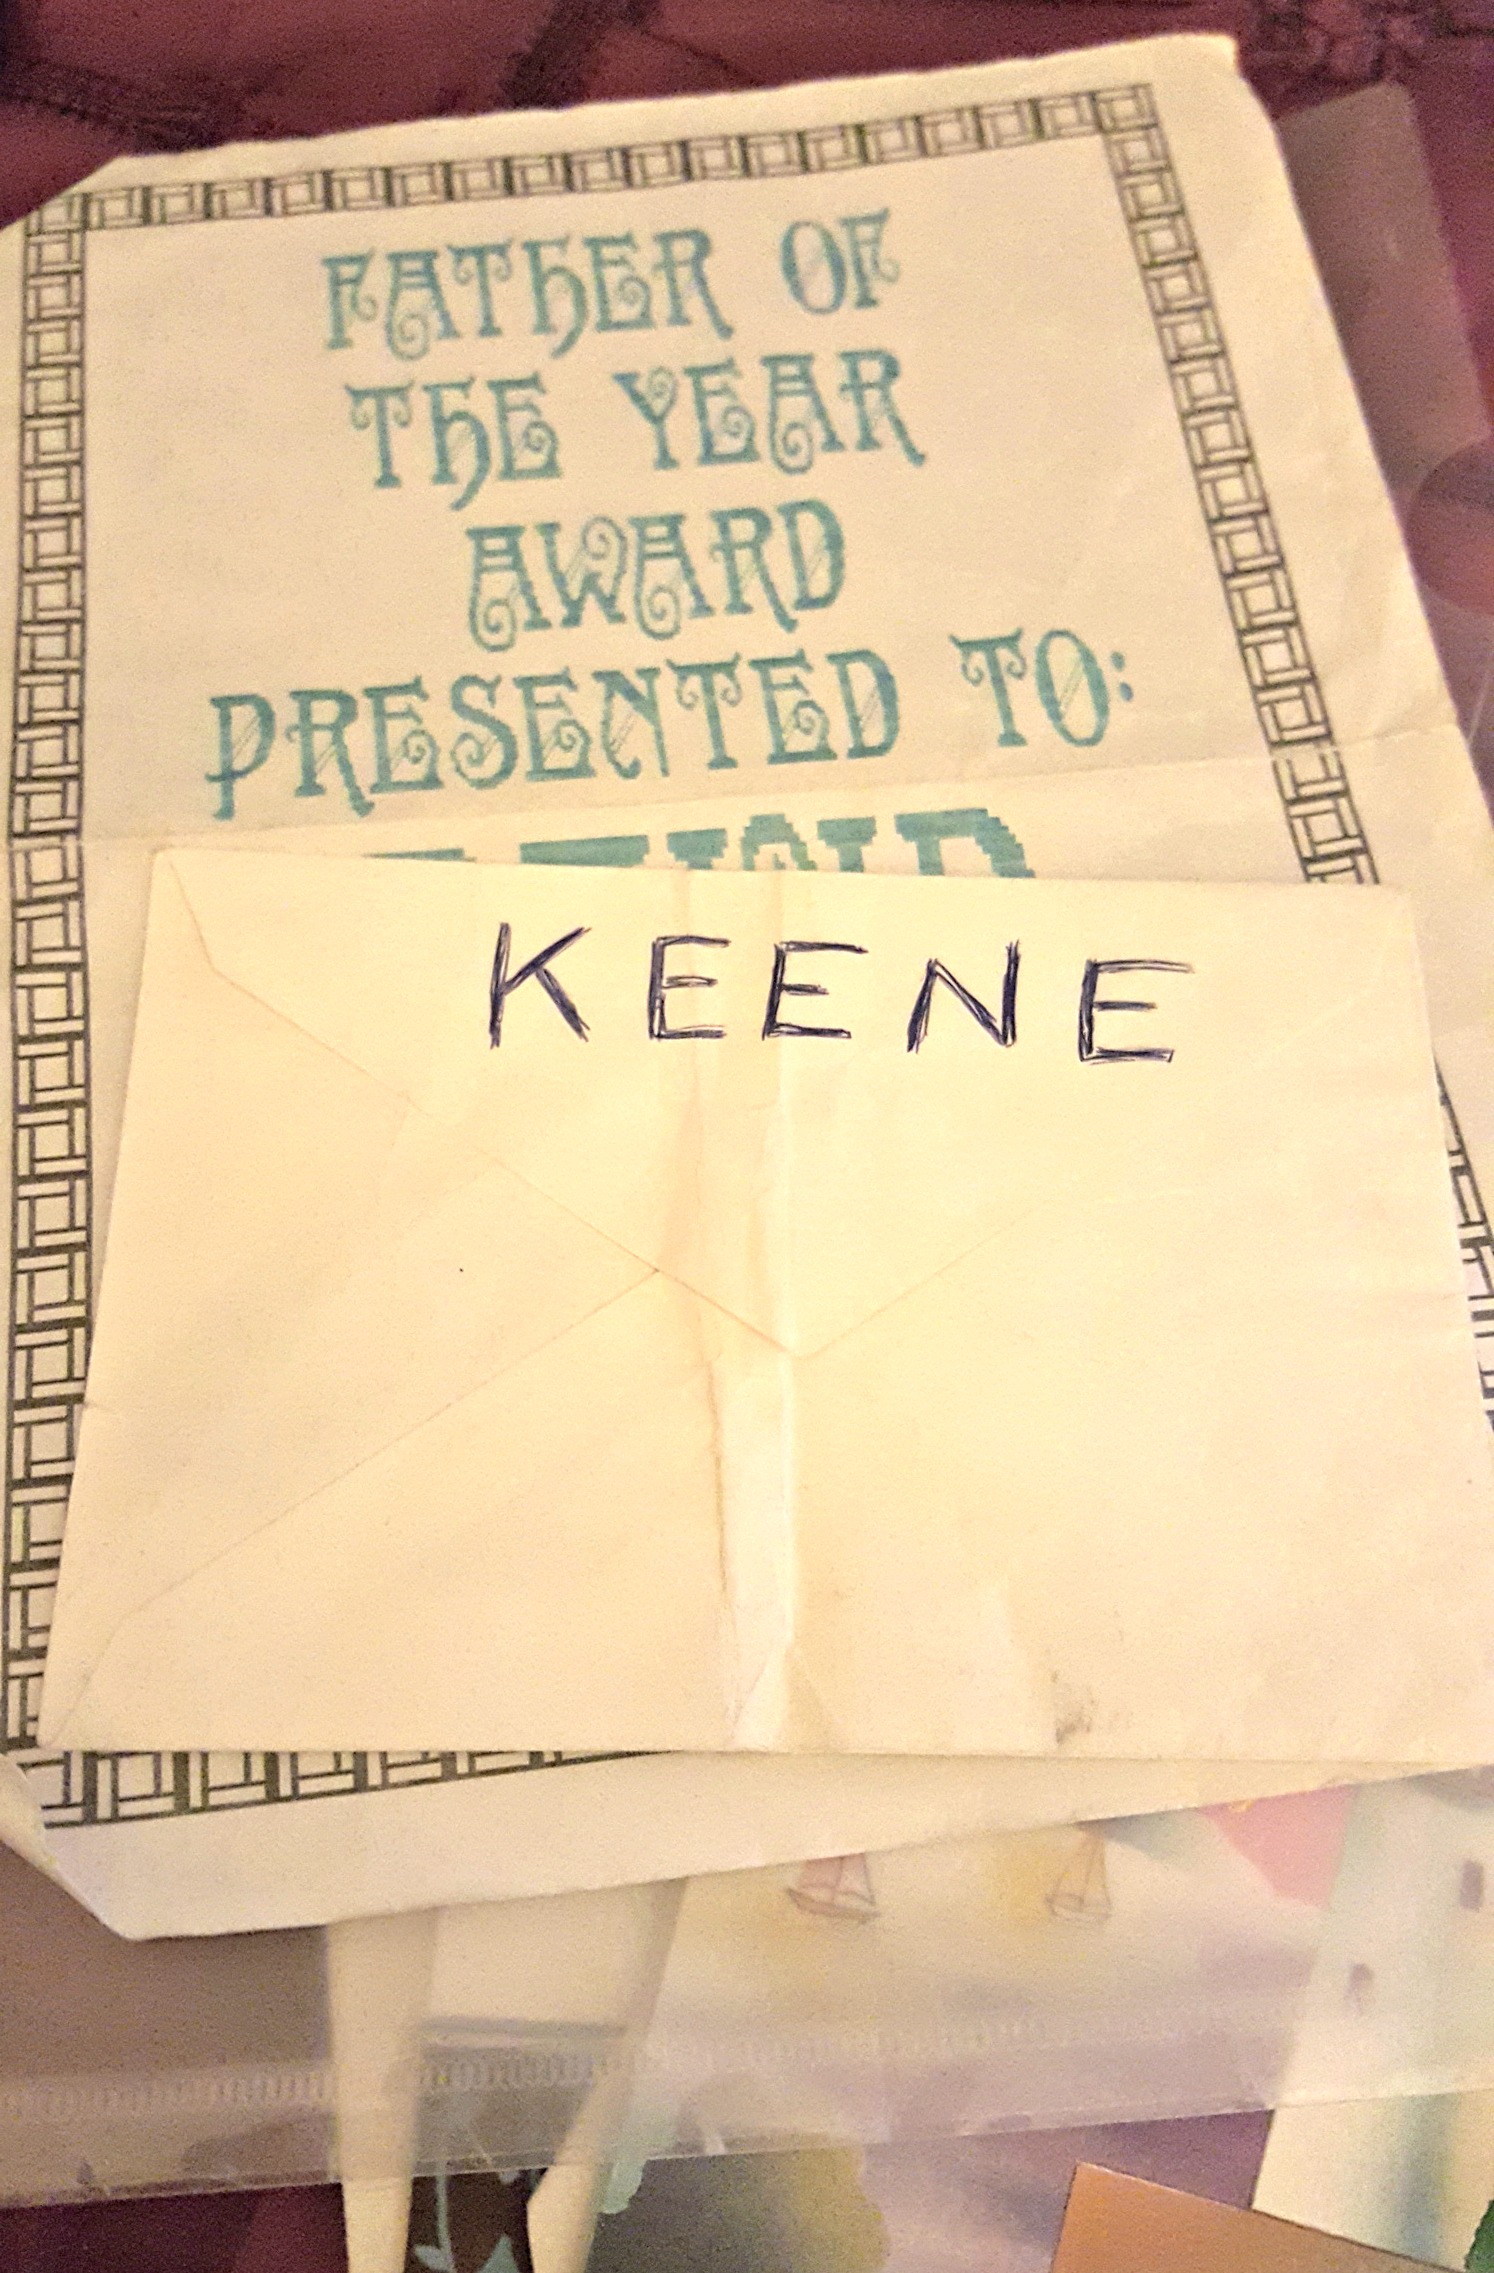 FATHER OF
THE YEAR
AWARD
PRESENTED TO:
KEENE